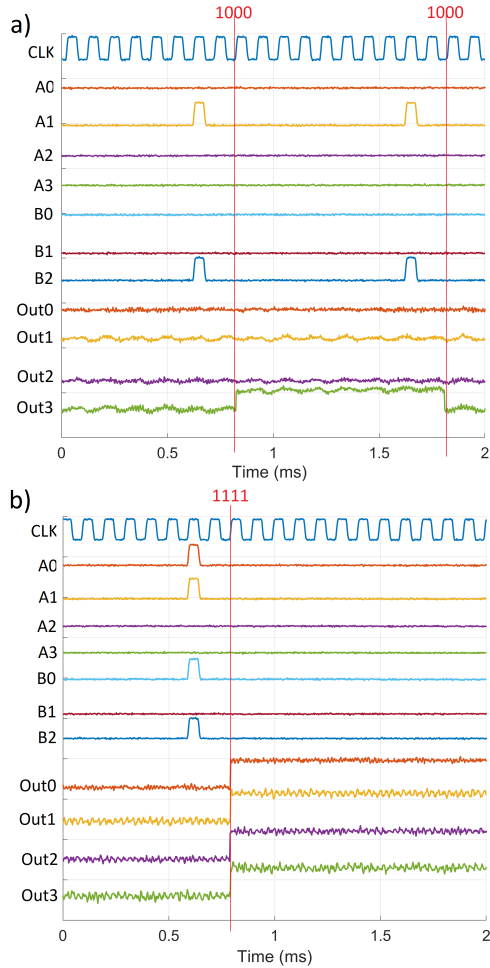 a)
1000 1000
CLK
A0
A1
A2
A3
B0
B1
B2
Out0
Out1
Out2
Out3
0 0.5 1 1.5 2
Time (ms)
b)
1111
CLK
A0
A1
A2
A3
B0
B1
B2
Out0
Out1
Out2
Out3
0 0.5 1 1.5 2
Time (ms)